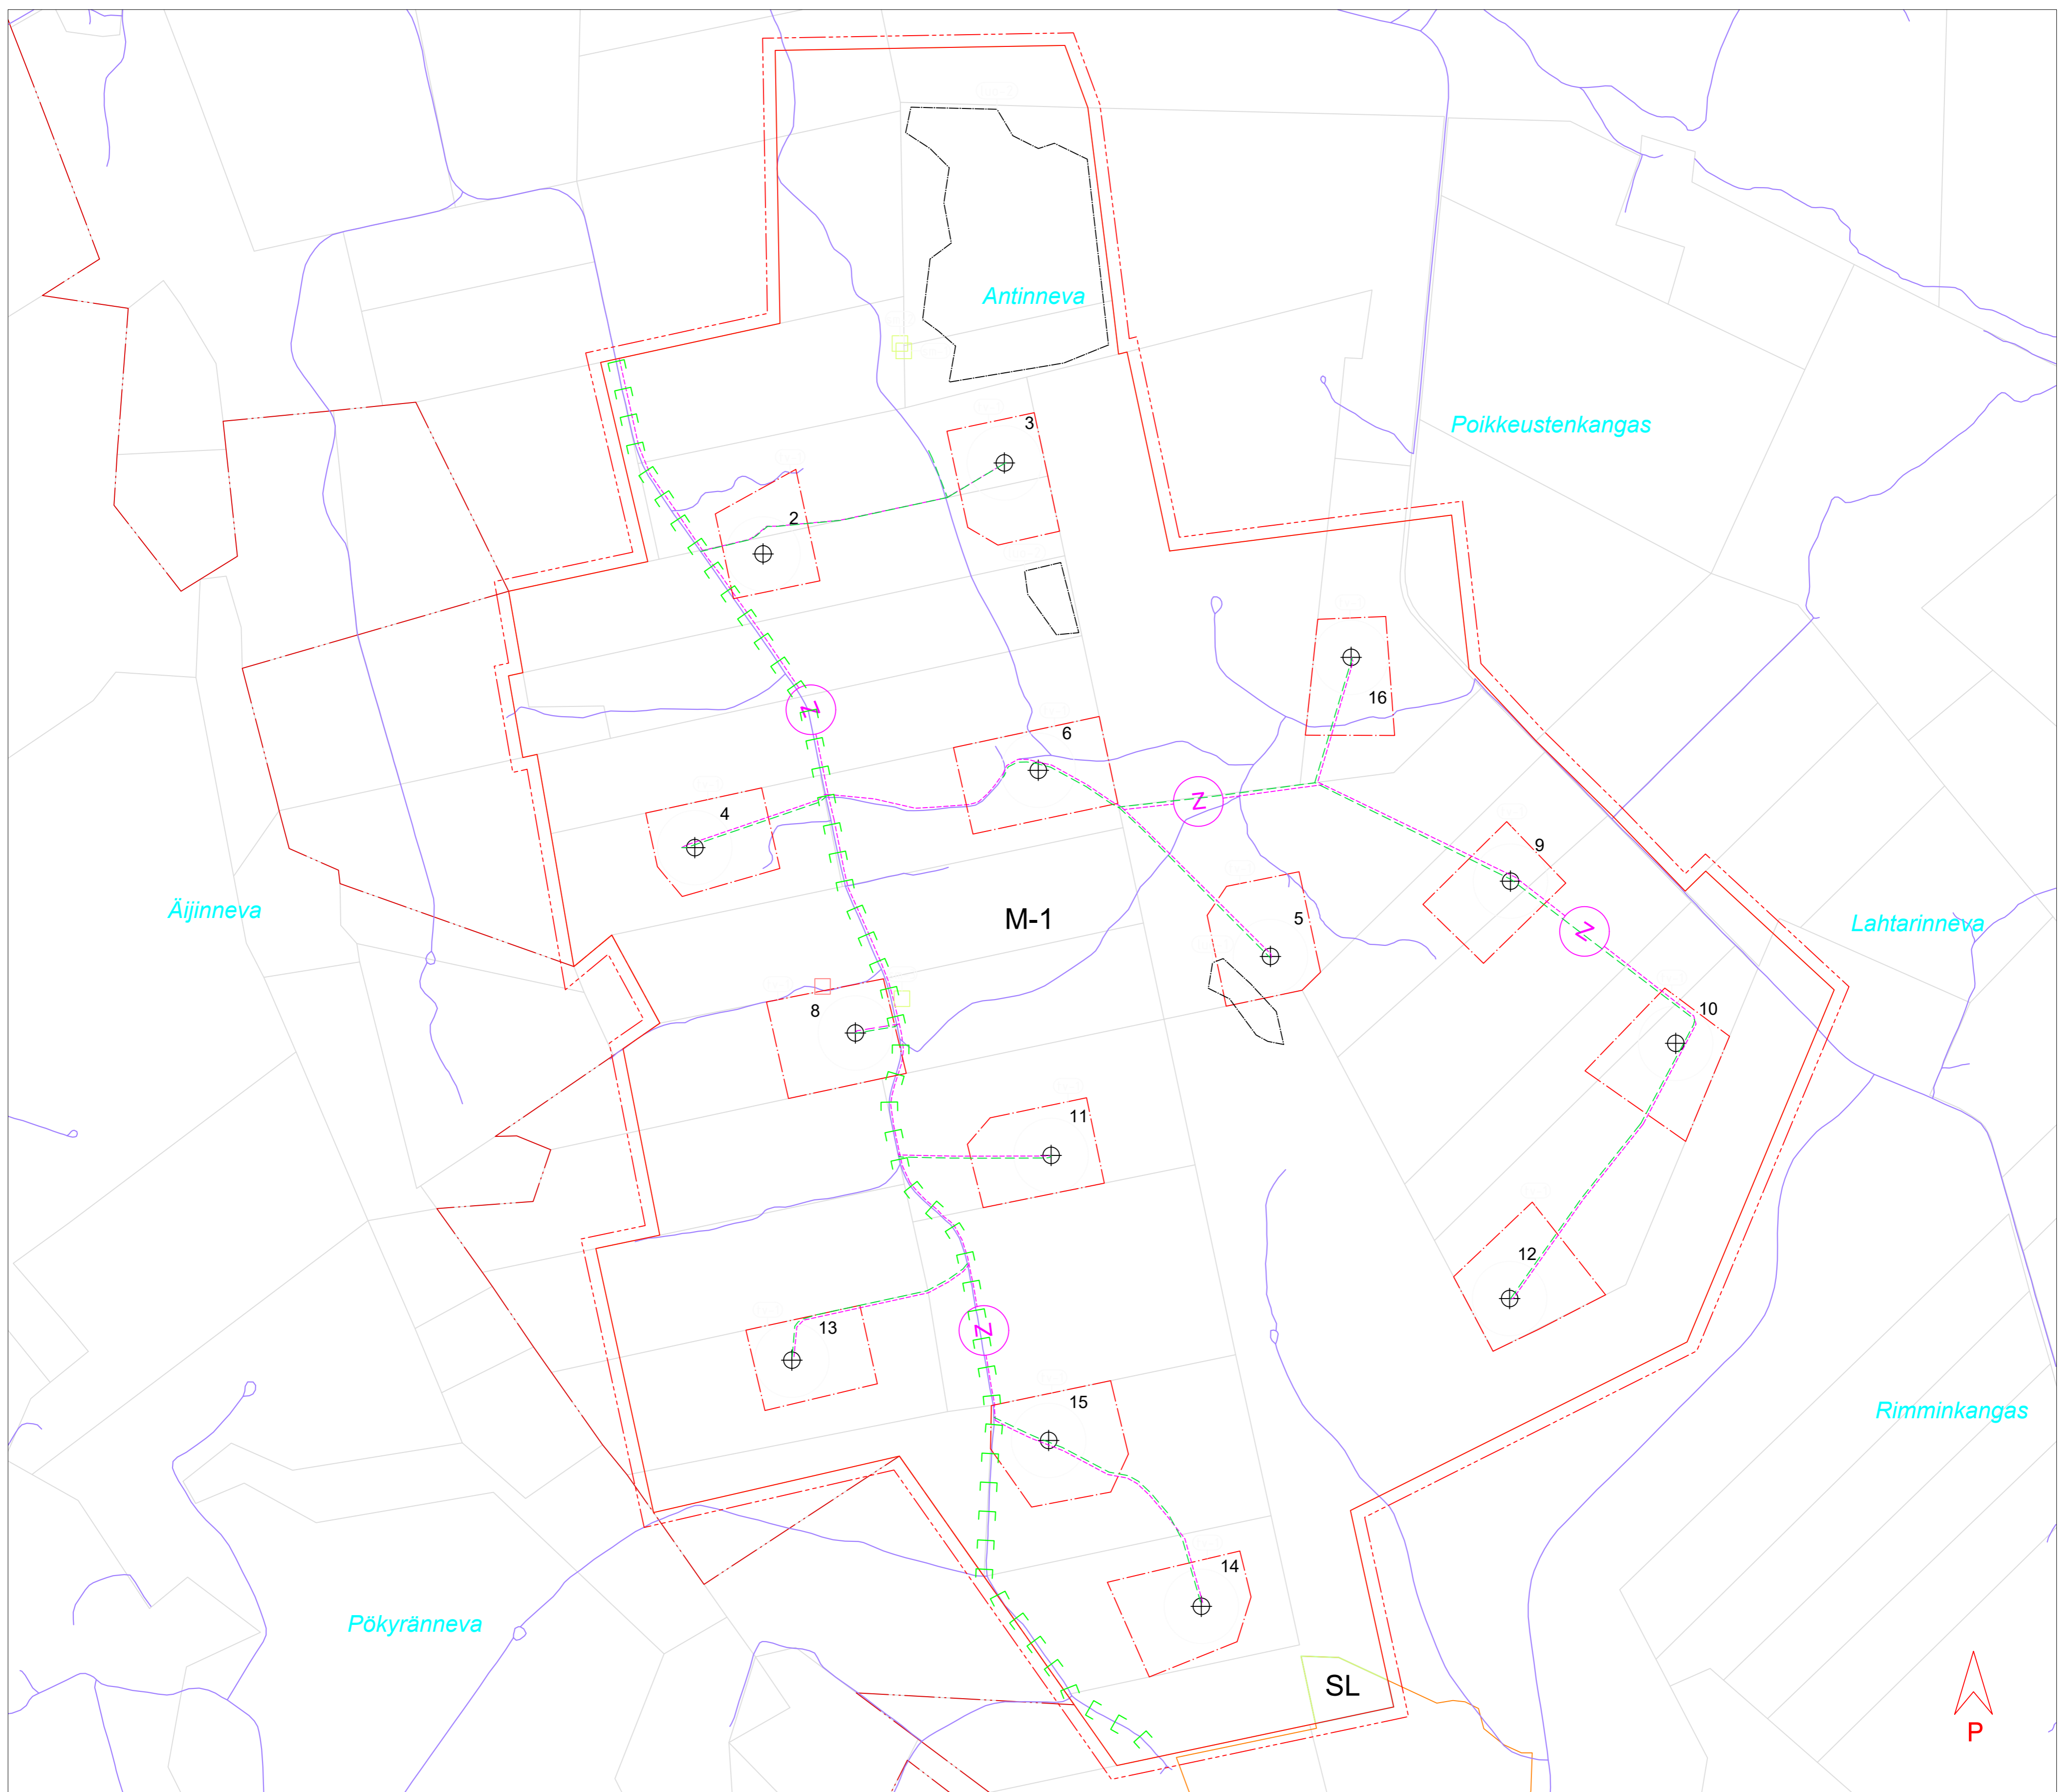 Antinneva
Poikkeustenkangas
3
2
16
Z
6
Z
4
9
Äijinneva
M-1
5
Z
Lahtarinneva
8
10
11
12
13
Z
15
Rimminkangas
14
Pökyränneva
SL
P